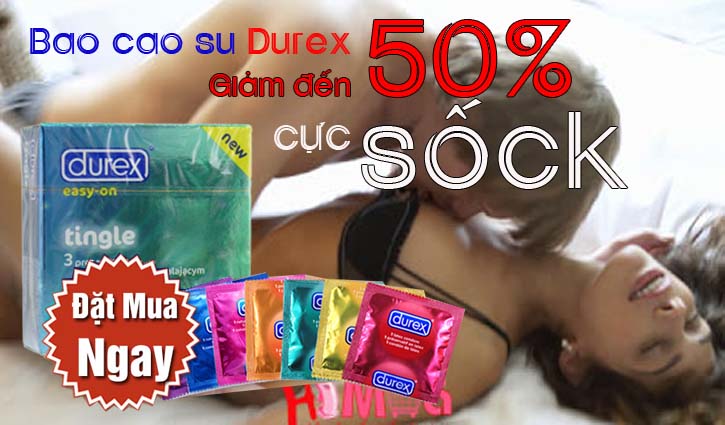 Bao cao su Durex
Giảm đến 50%
cực sốck
durex
new
easy-on
tingle
Đặt Mua
Ngay
durex
durex